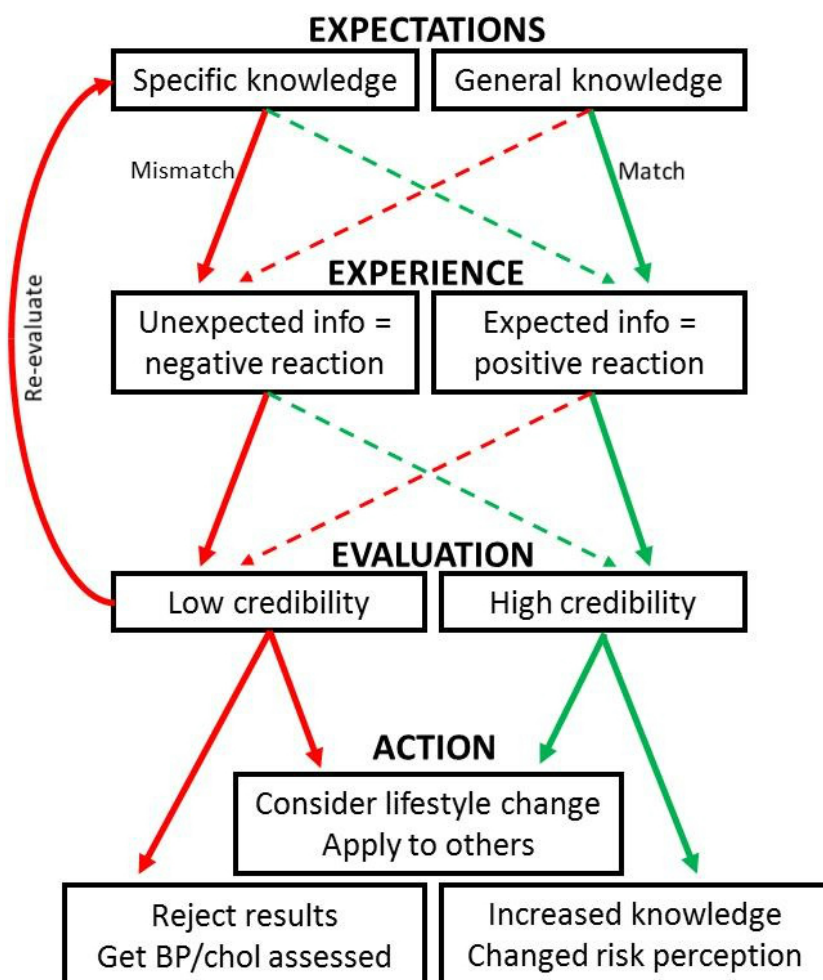 EXPECTATIONS
Specific knowledge
General knowledge
Mismatch
Match
Re-evaluate
EXPERIENCE
Unexpected info =
negative reaction
Expected info =
positive reaction
EVALUATION
Low credibility
High credibility
ACTION
Consider lifestyle change
Apply to others
Reject results
Get BP/chol assessed
Increased knowledge
Changed risk perception